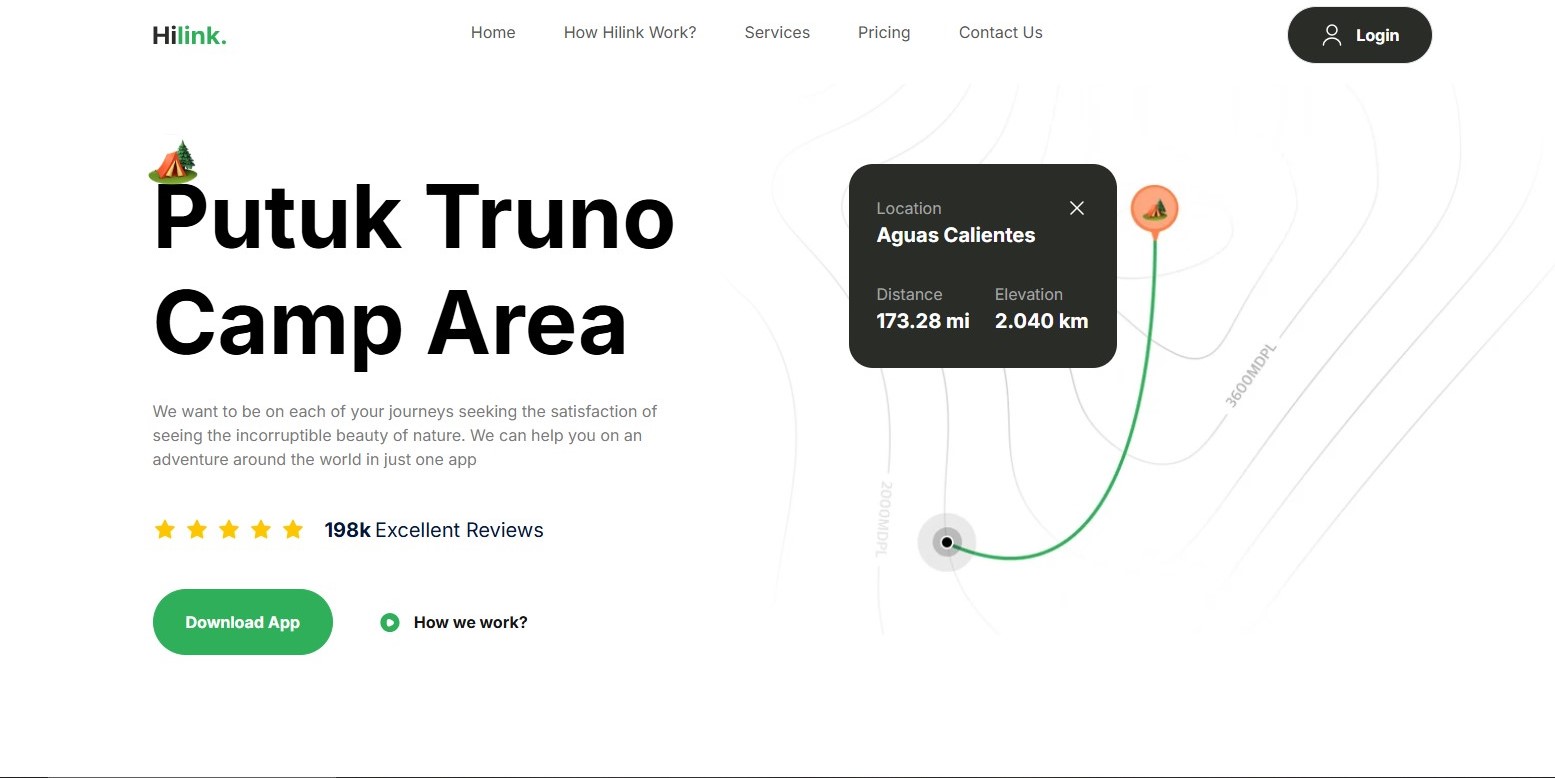 Hilink.
Home
How Hilink Work?
Services
Pricing
Contact Us
Login
Putuk Truno
Camp Area
We want to be on each of your journeys seeking the satisfaction of
seeing the incorruptible beauty of nature. We can help you on an
adventure around the world in just one app
198k Excellent Reviews
Download App
How we work?
Location
Aguas Calientes
Distance
Elevation
173.28 mi
2.040 km
3600MDPL
2000MDPL